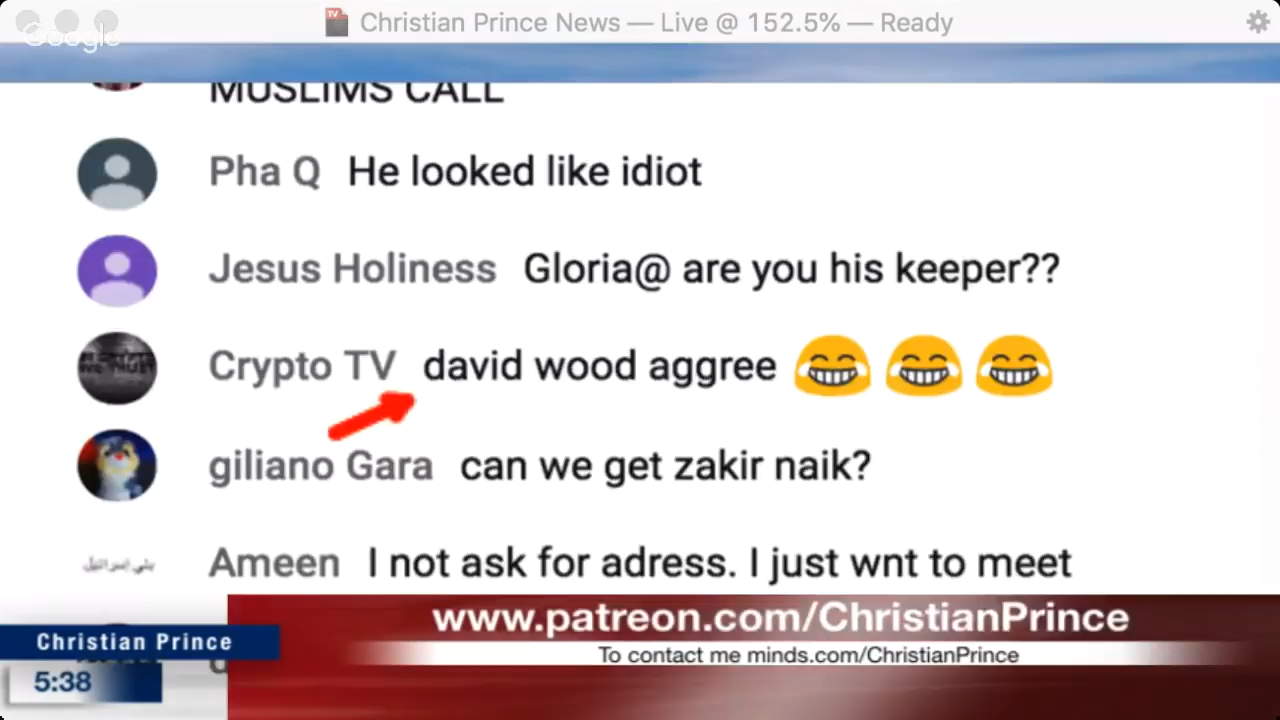 Christian Prince News — Live @ 152.5% — Ready
Google
MUSLIMS CALL
Pha Q He looked like idiot
Jesus Holiness Gloria@ are you his keeper??
Crypto TV david wood aggree 😂😂😂
giliano Gara can we get zakir naik?
Ameen I not ask for adress. I just wnt to meet
www.patreon.com/ChristianPrince
Christian Prince
To contact me minds.com/ChristianPrince
5:38